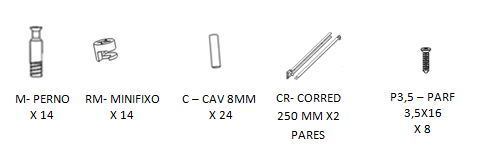 M- PERNO
X 14
RM- MINIFIXO
X 14
C – CAV 8MM
X 24
CR- CORRED
250 MM X2
PARES
P3,5 – PARF
3,5X16
X 8